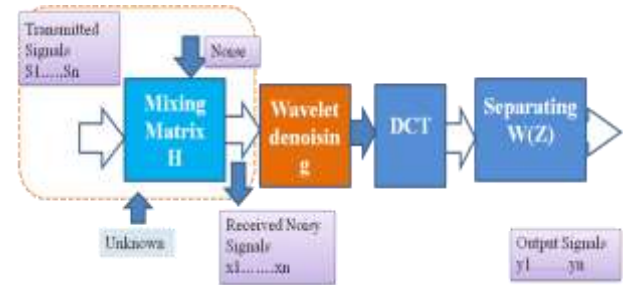 Transmitted
Signals
S1.....Sn
Noise
Mixing
Matrix
H
Wavelet
denoisin
g
DCT
Separating
W(Z)
Unknown
Received Noisy
Signals
x1.......xn
Output Signals
y1.......yn